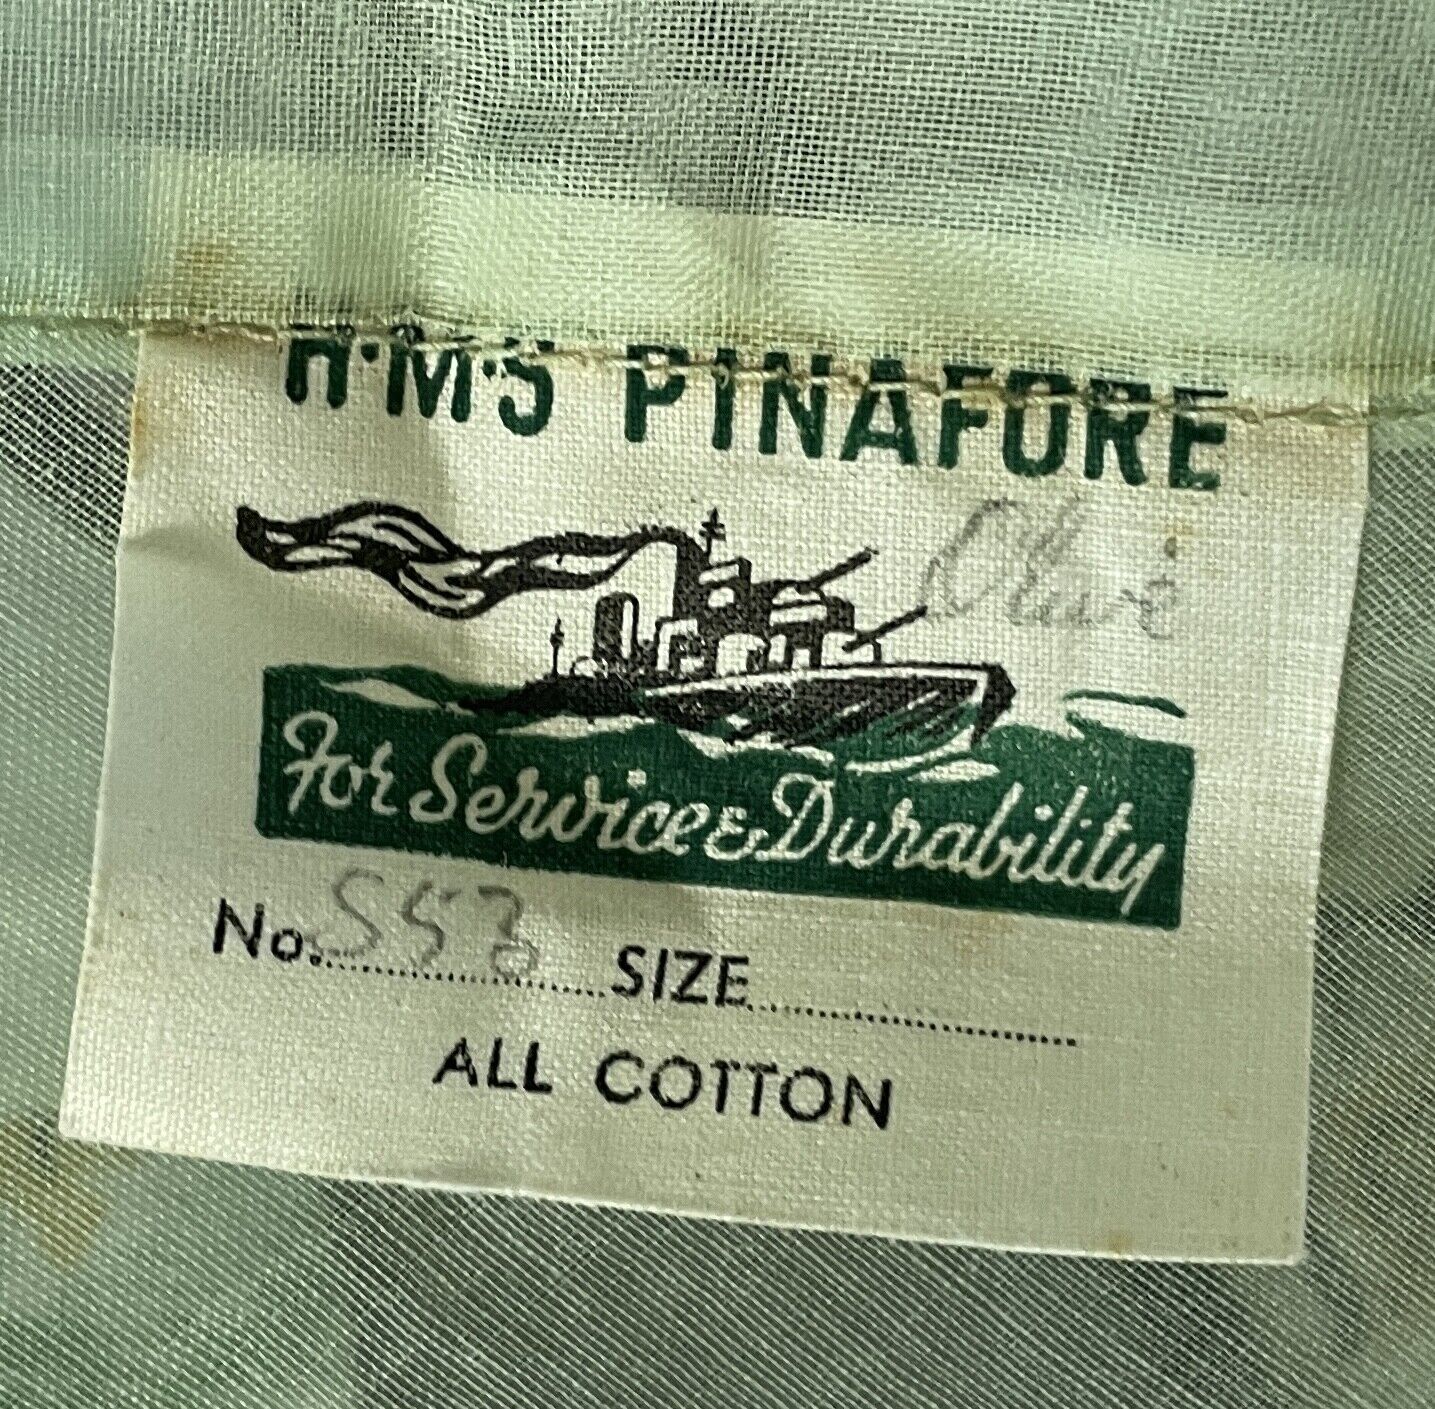 H·M·S PINAFORE
For Service & Durability
No. 553 SIZE
ALL COTTON